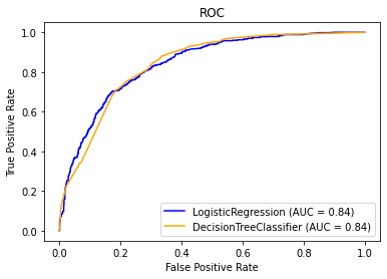 ROC
True Positive Rate
1.0
0.8
0.6
0.4
0.2
0.0
LogisticRegression (AUC = 0.84)
DecisionTreeClassifier (AUC = 0.84)
0.0 0.2 0.4 0.6 0.8 1.0
False Positive Rate